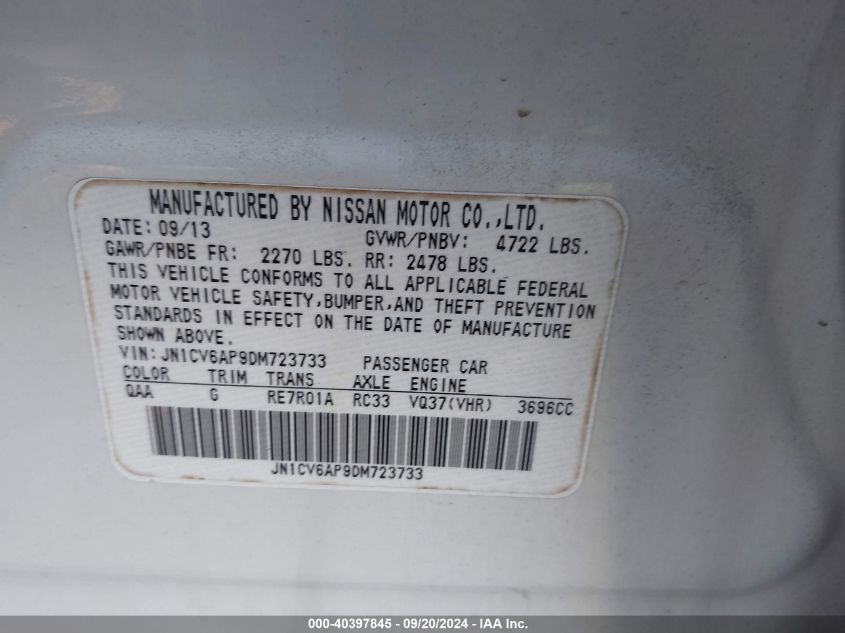 MANUFACTURED BY NISSAN MOTOR CO.,LTD.
DATE: 09/13 GVWR/PNBV: 4722 LBS.
GAWR/PNBE FR: 2270 LBS. RR: 2478 LBS.
THIS VEHICLE CONFORMS TO ALL APPLICABLE FEDERAL
MOTOR VEHICLE SAFETY,BUMPER,AND THEFT PREVENTION
STANDARDS IN EFFECT ON THE DATE OF MANUFACTURE
SHOWN ABOVE.
VIN: JN1CV6AP9DM723733 PASSENGER CAR
COLOR TRIM TRANS AXLE ENGINE
QAA G RE7R01A RC33 VQ37(VHR) 3696CC
JN1CV6AP9DM723733
000-40397845 - 09/20/2024 - IAA Inc.